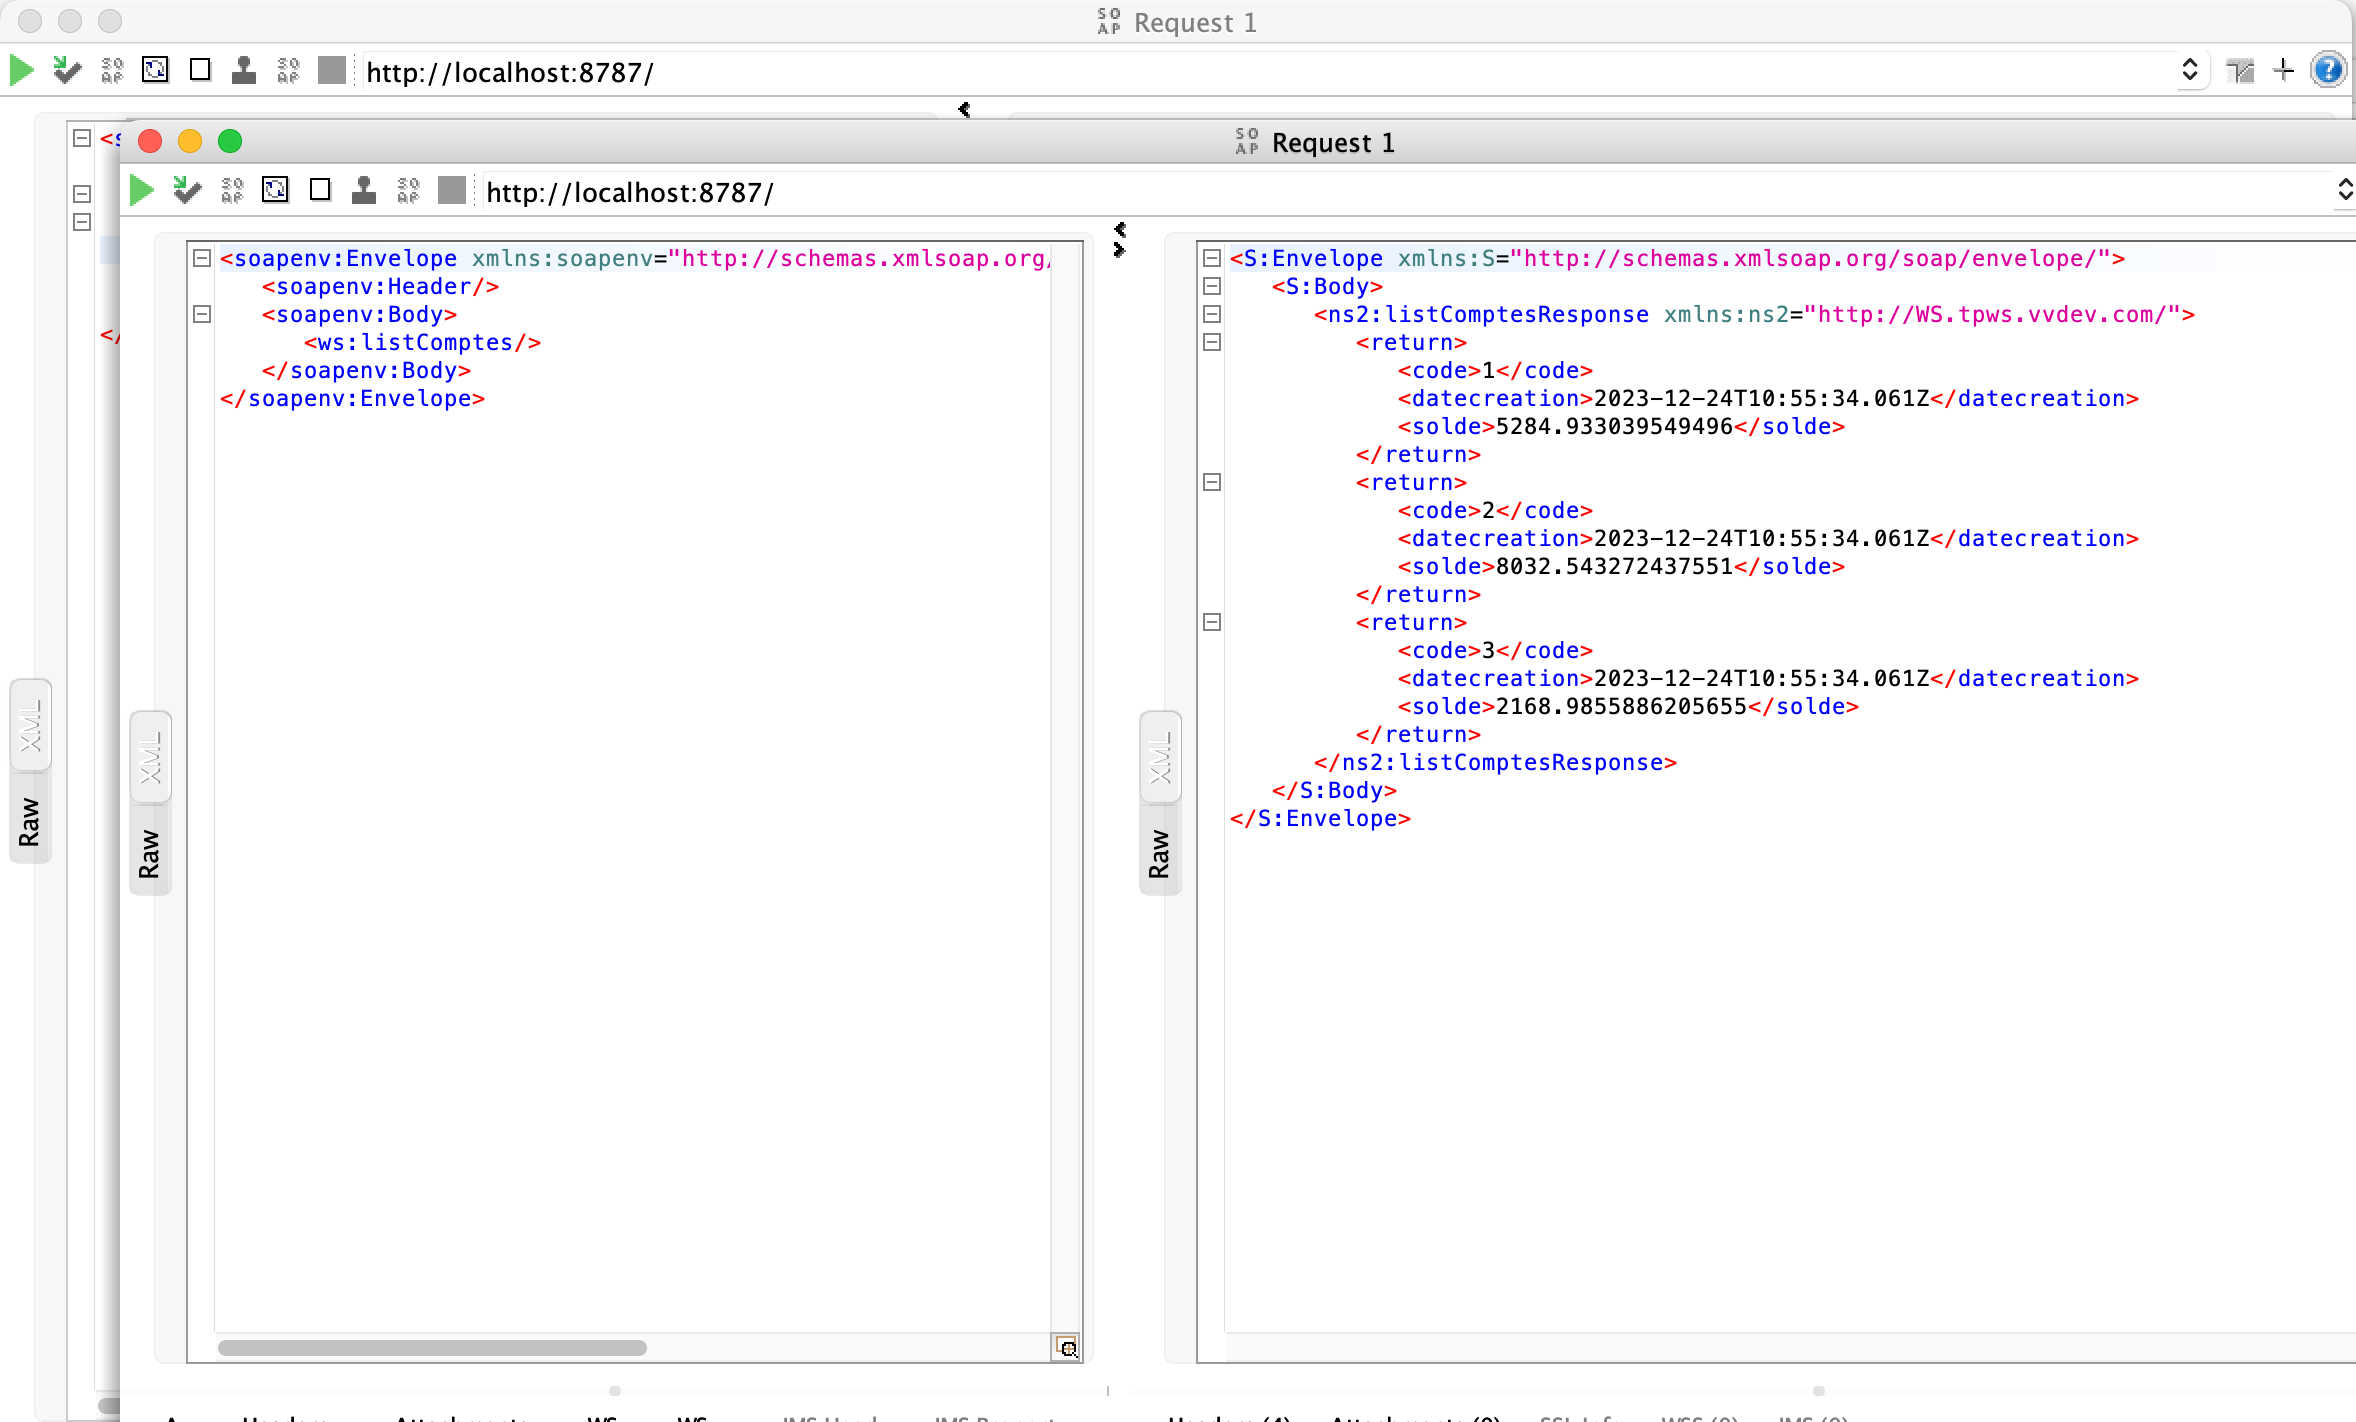 SO
AP Request 1
http://localhost:8787/
SO
AP Request 1
http://localhost:8787/
<soapenv:Envelope xmlns:soapenv="http://schemas.xmlsoap.org/
<soapenv:Header/>
<soapenv:Body>
<ws:listComptes/>
</soapenv:Body>
</soapenv:Envelope>
XML
Raw
XML
Raw
<S:Envelope xmlns:S="http://schemas.xmlsoap.org/soap/envelope/">
<S:Body>
<ns2:listComptesResponse xmlns:ns2="http://WS.tpws.vvdev.com/">
<return>
<code>1</code>
<datecreation>2023-12-24T10:55:34.061Z</datecreation>
<solde>5284.933039549496</solde>
</return>
<return>
<code>2</code>
<datecreation>2023-12-24T10:55:34.061Z</datecreation>
<solde>8032.543272437551</solde>
</return>
<return>
<code>3</code>
<datecreation>2023-12-24T10:55:34.061Z</datecreation>
<solde>2168.9855886205655</solde>
</return>
</ns2:listComptesResponse>
</S:Body>
</S:Envelope>
XML
Raw